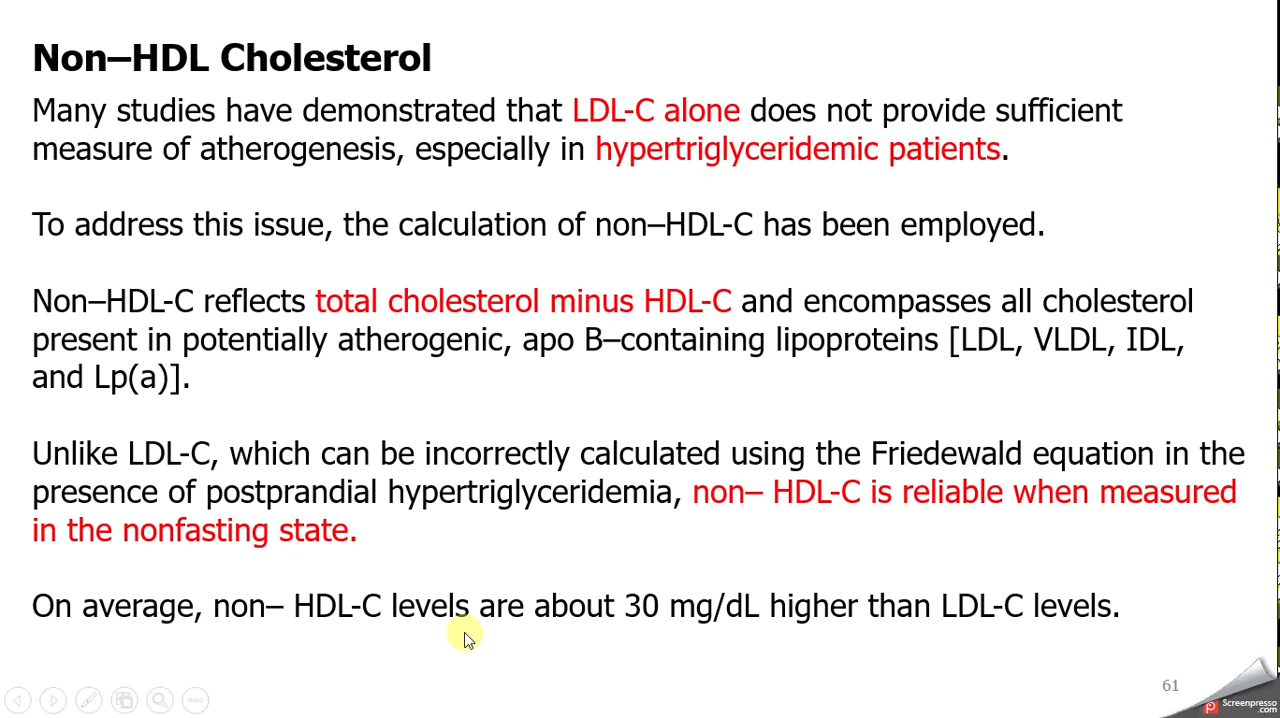 Non–HDL Cholesterol
Many studies have demonstrated that LDL-C alone does not provide sufficient
measure of atherogenesis, especially in hypertriglyceridemic patients.
To address this issue, the calculation of non–HDL-C has been employed.
Non–HDL-C reflects total cholesterol minus HDL-C and encompasses all cholesterol
present in potentially atherogenic, apo B–containing lipoproteins [LDL, VLDL, IDL,
and Lp(a)].
Unlike LDL-C, which can be incorrectly calculated using the Friedewald equation in the
presence of postprandial hypertriglyceridemia, non– HDL-C is reliable when measured
in the nonfasting state.
On average, non– HDL-C levels are about 30 mg/dL higher than LDL-C levels.
61
Screenpresso
.com